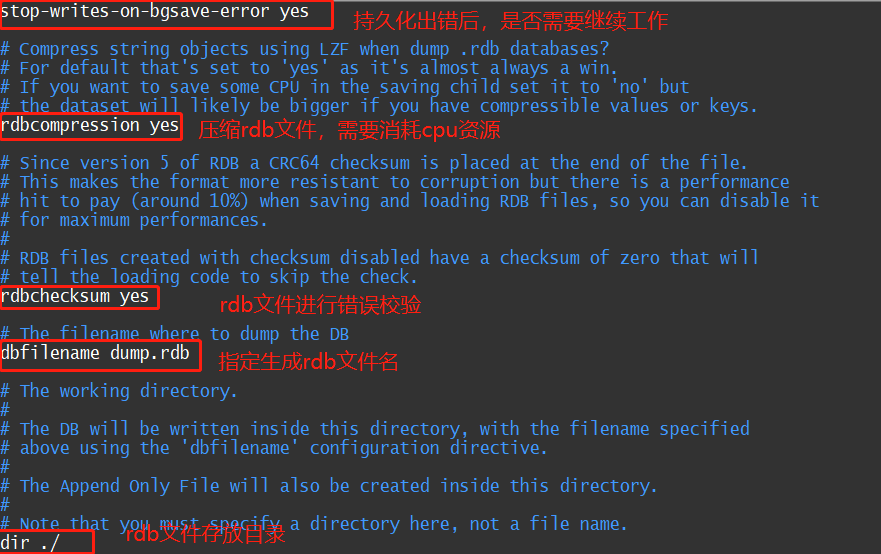 stop-writes-on-bgsave-error yes
持久化出错后，是否需要继续工作
# Compress string objects using LZF when dump .rdb databases?
# For default that's set to 'yes' as it's almost always a win.
# If you want to save some CPU in the saving child set it to 'no' but
# the dataset will likely be bigger if you have compressible values or keys.
rdbcompression yes
压缩rdb文件，需要消耗cpu资源
# Since version 5 of RDB a CRC64 checksum is placed at the end of the file.
# This makes the format more resistant to corruption but there is a performance
# hit to pay (around 10%) when saving and loading RDB files, so you can disable it
# for maximum performances.
#
# RDB files created with checksum disabled have a checksum of zero that will
# tell the loading code to skip the check.
rdbchecksum yes
rdb文件进行错误校验
# The filename where to dump the DB
dbfilename dump.rdb
指定生成rdb文件名
# The working directory.
#
# The DB will be written inside this directory, with the filename specified
# above using the 'dbfilename' configuration directive.
#
# The Append Only File will also be created inside this directory.
#
# Note that you must specify a directory here, not a file name.
rdb文件存放目录
dir ./